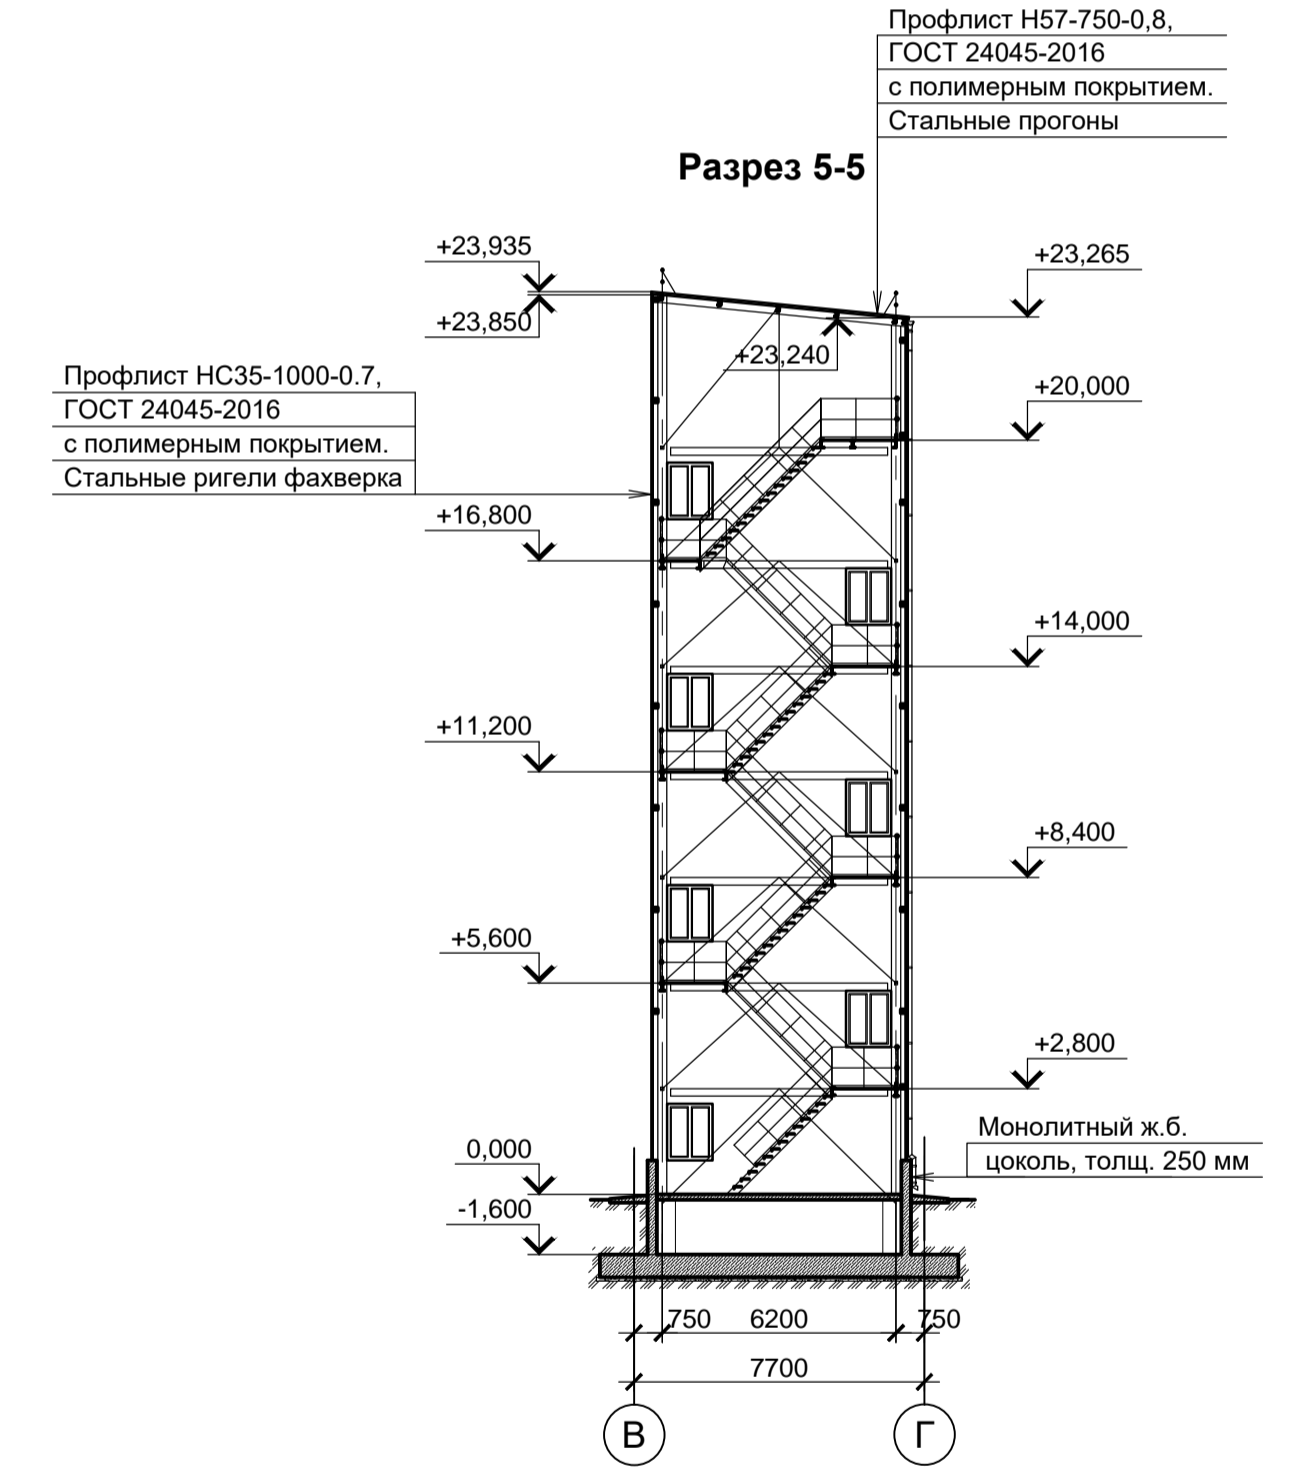 Профлист Н57-750-0,8,
ГОСТ 24045-2016
с полимерным покрытием.
Стальные прогоны
Разрез 5-5
+23,935
+23,265
+23,850
+23,240
Профлист НС35-1000-0.7,
ГОСТ 24045-2016
с полимерным покрытием.
Стальные ригели фахверка
+20,000
+16,800
+14,000
+11,200
+8,400
+5,600
+2,800
Монолитный ж.б.
цоколь, толщ. 250 мм
0,000
-1,600
750 6200 750
7700
В Г